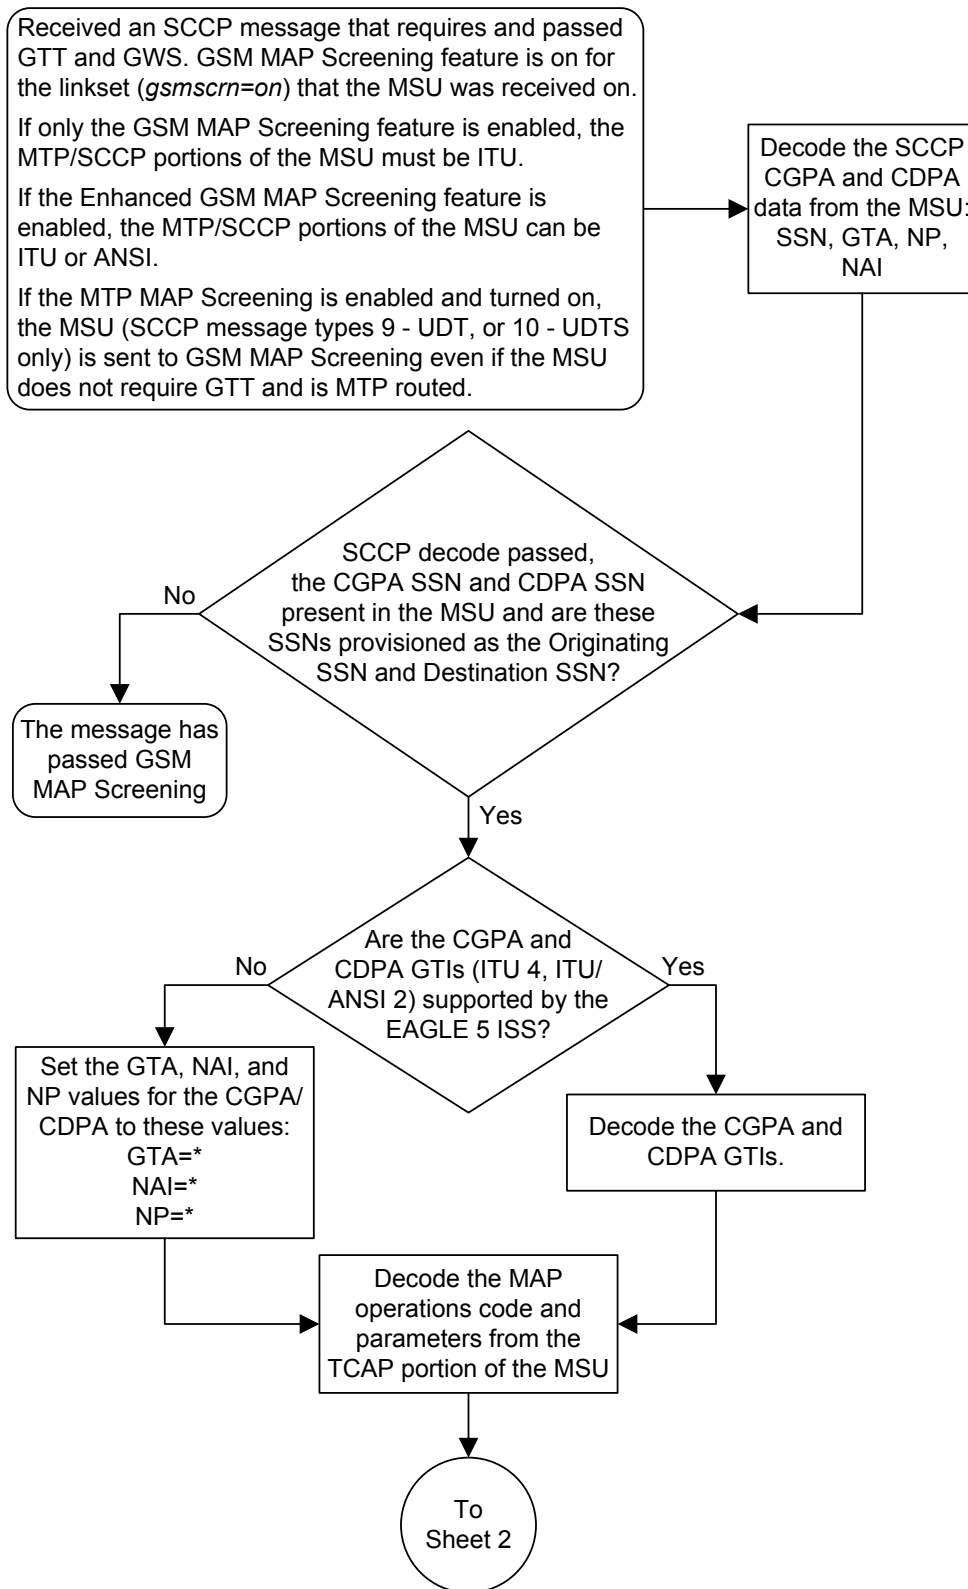 Received an SCCP message that requires and passed
GTT and GWS. GSM MAP Screening feature is on for
the linkset (gsmscrn=on) that the MSU was received on.
If only the GSM MAP Screening feature is enabled, the
MTP/SCCP portions of the MSU must be ITU.
If the Enhanced GSM MAP Screening feature is
enabled, the MTP/SCCP portions of the MSU can be
ITU or ANSI.
If the MTP MAP Screening is enabled and turned on,
the MSU (SCCP message types 9 - UDT, or 10 - UDTS
only) is sent to GSM MAP Screening even if the MSU
does not require GTT and is MTP routed.
Decode the SCCP
CGPA and CDPA
data from the MSU:
SSN, GTA, NP,
NAI
SCCP decode passed,
the CGPA SSN and CDPA SSN
present in the MSU and are these
SSNs provisioned as the Originating
SSN and Destination SSN?
No
The message has
passed GSM
MAP Screening
Yes
Are the CGPA and
CDPA GTIs (ITU 4, ITU/
ANSI 2) supported by the
EAGLE 5 ISS?
No
Yes
Set the GTA, NAI, and
NP values for the CGPA/
CDPA to these values:
GTA=*
NAI=*
NP=*
Decode the CGPA and
CDPA GTIs.
Decode the MAP
operations code and
parameters from the
TCAP portion of the MSU
To
Sheet 2